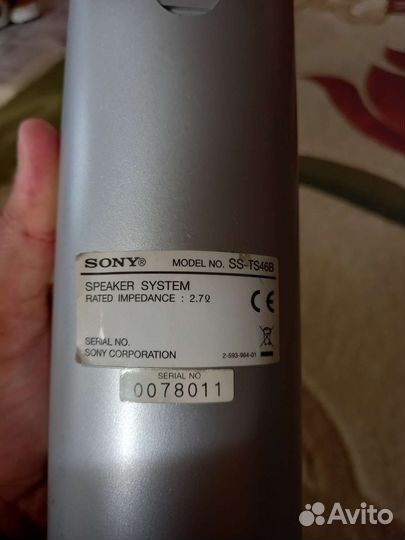 SONY® MODEL NO. SS-TS46B
SPEAKER SYSTEM
RATED IMPEDANCE : 2.7Ω
CE
SERIAL NO.
SONY CORPORATION 2-593-964-01
SERIAL NO
0078011
Avito